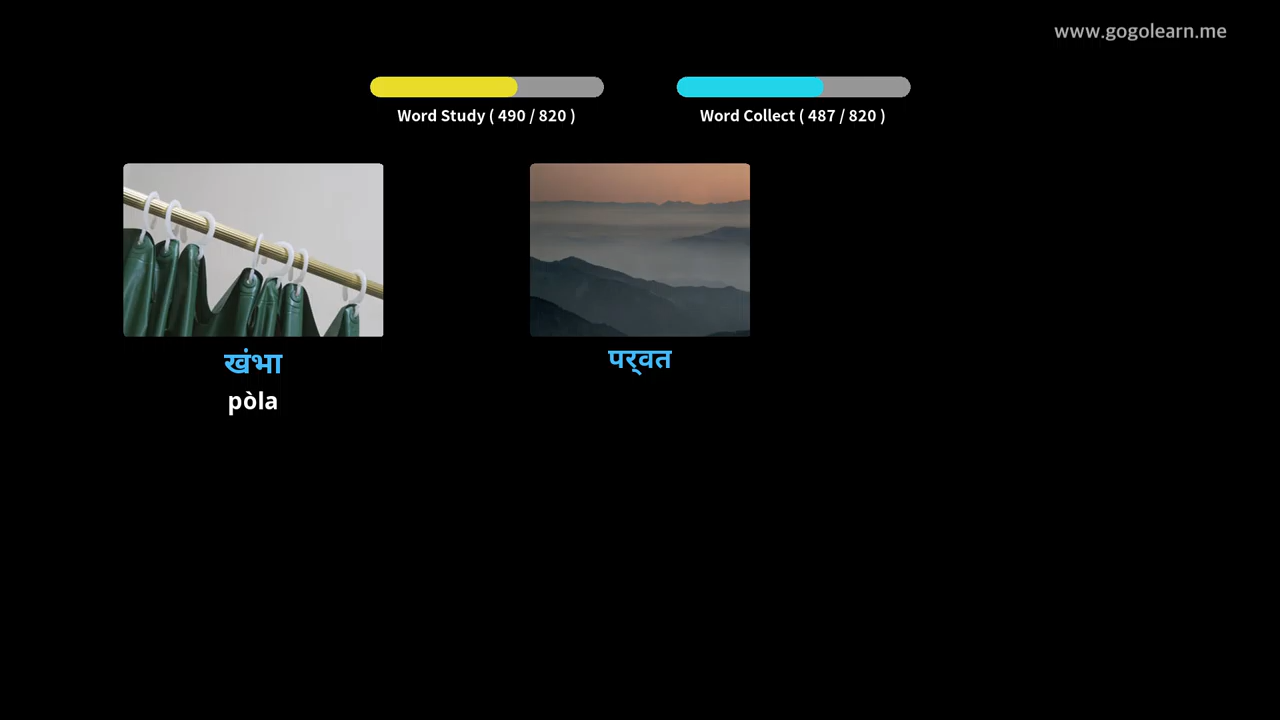 www.gogolearn.me
Word Study ( 490 / 820 )
Word Collect ( 487 / 820 )
खंभा
pòla
पर्‌वत